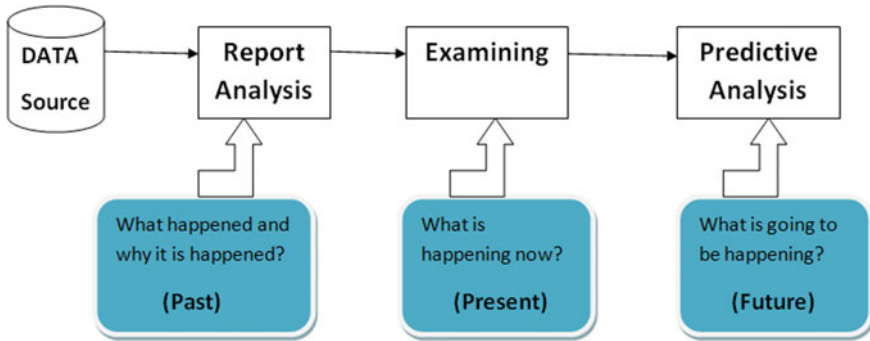 DATA
Source
Report
Analysis
Examining
Predictive
Analysis
What happened and
why it is happened?
(Past)
What is
happening now?
(Present)
What is going to
be happening?
(Future)